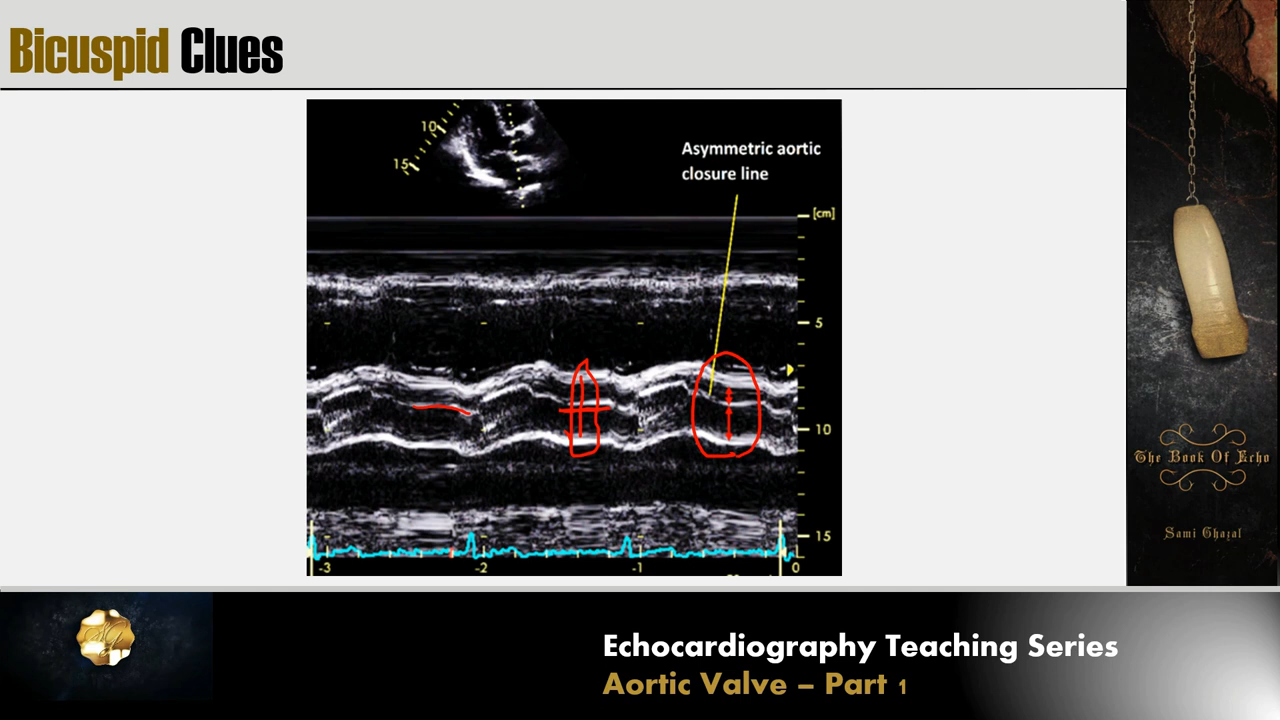 Bicuspid Clues
10
15
Asymmetric aortic
closure line
[cm]
5
10
15
-3
-2
-1
0
The Book Of Echo
Sami Ghazal
Echocardiography Teaching Series
Aortic Valve – Part 1